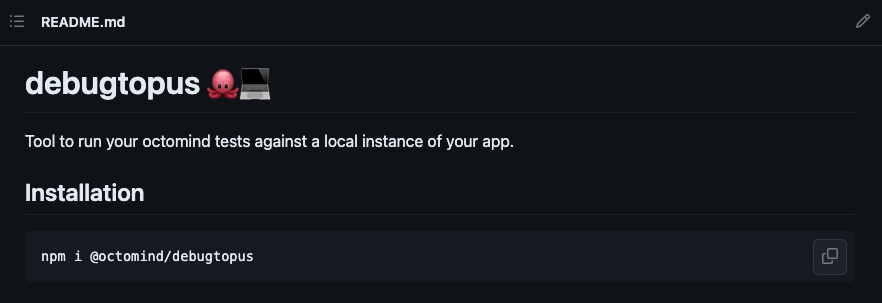 README.md
debugtopus 🐙💻
Tool to run your octomind tests against a local instance of your app.
Installation
npm i @octomind/debugtopus